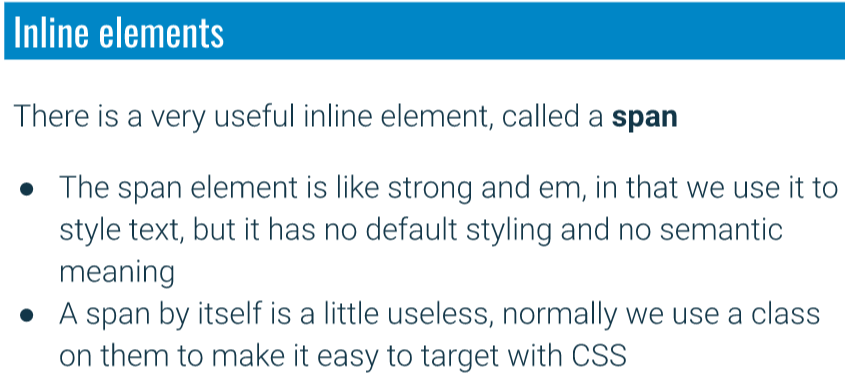 Inline elements
There is a very useful inline element, called a span
● The span element is like strong and em, in that we use it to
style text, but it has no default styling and no semantic
meaning
● A span by itself is a little useless, normally we use a class
on them to make it easy to target with CSS